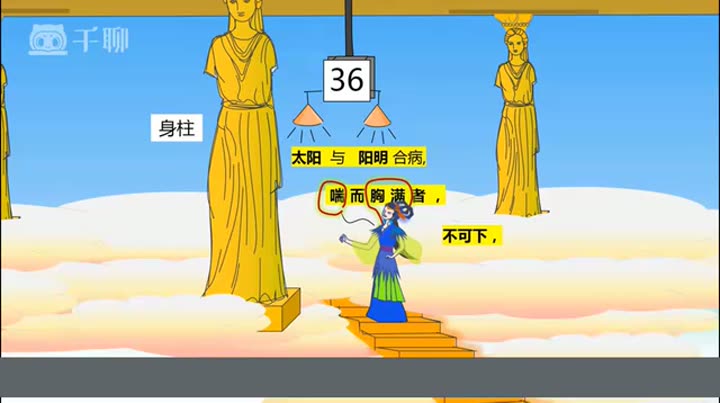 千聊
36
身柱
太阳 与 阳明 合病,
喘 而 胸 满 者 ，
不可下，